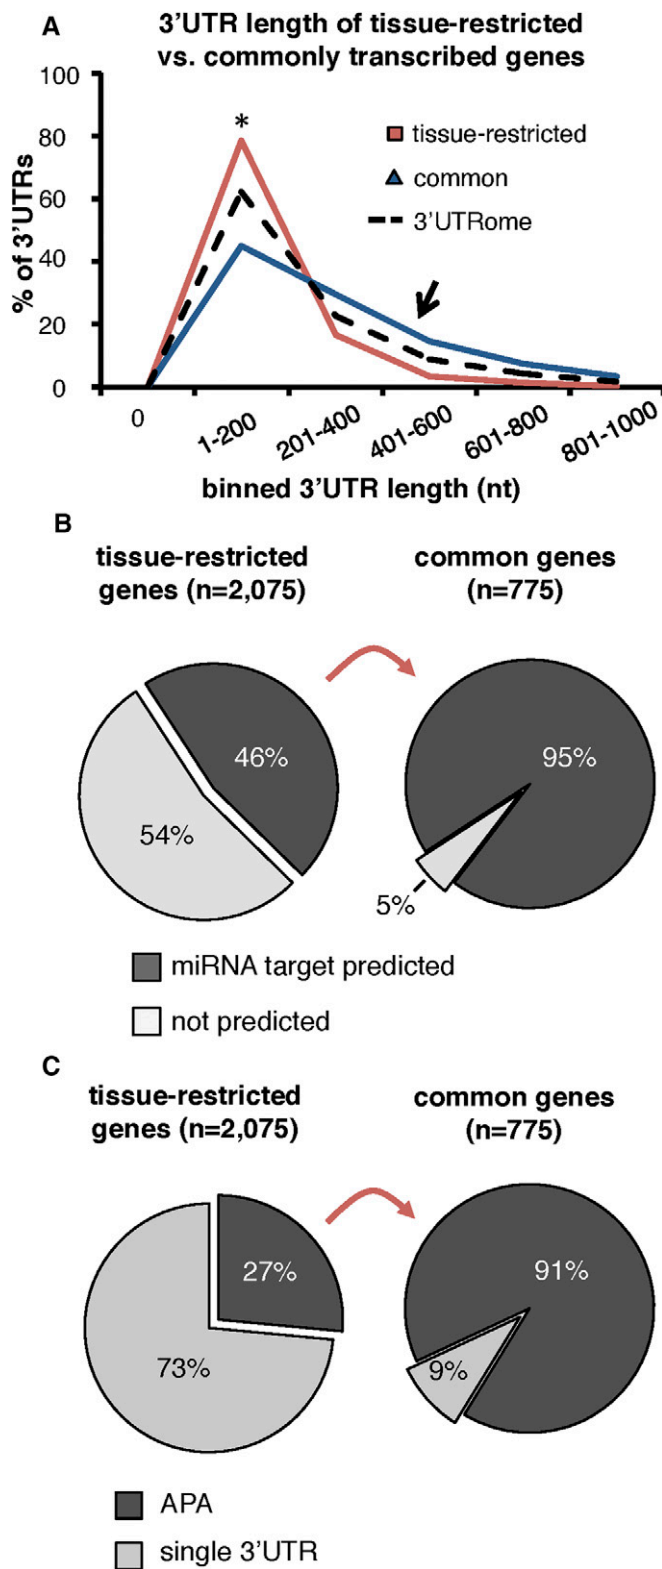 A
3'UTR length of tissue-restricted
vs. commonly transcribed genes
% of 3'UTRs
100
80
60
40
20
0
*
tissue-restricted
common
3'UTRome
0
1-200
201-400
401-600
601-800
801-1000
binned 3'UTR length (nt)
B
tissue-restricted
genes (n=2,075)
common genes
(n=775)
46%
54%
95%
5%
miRNA target predicted
not predicted
C
tissue-restricted
genes (n=2,075)
common genes
(n=775)
27%
73%
91%
9%
APA
single 3'UTR